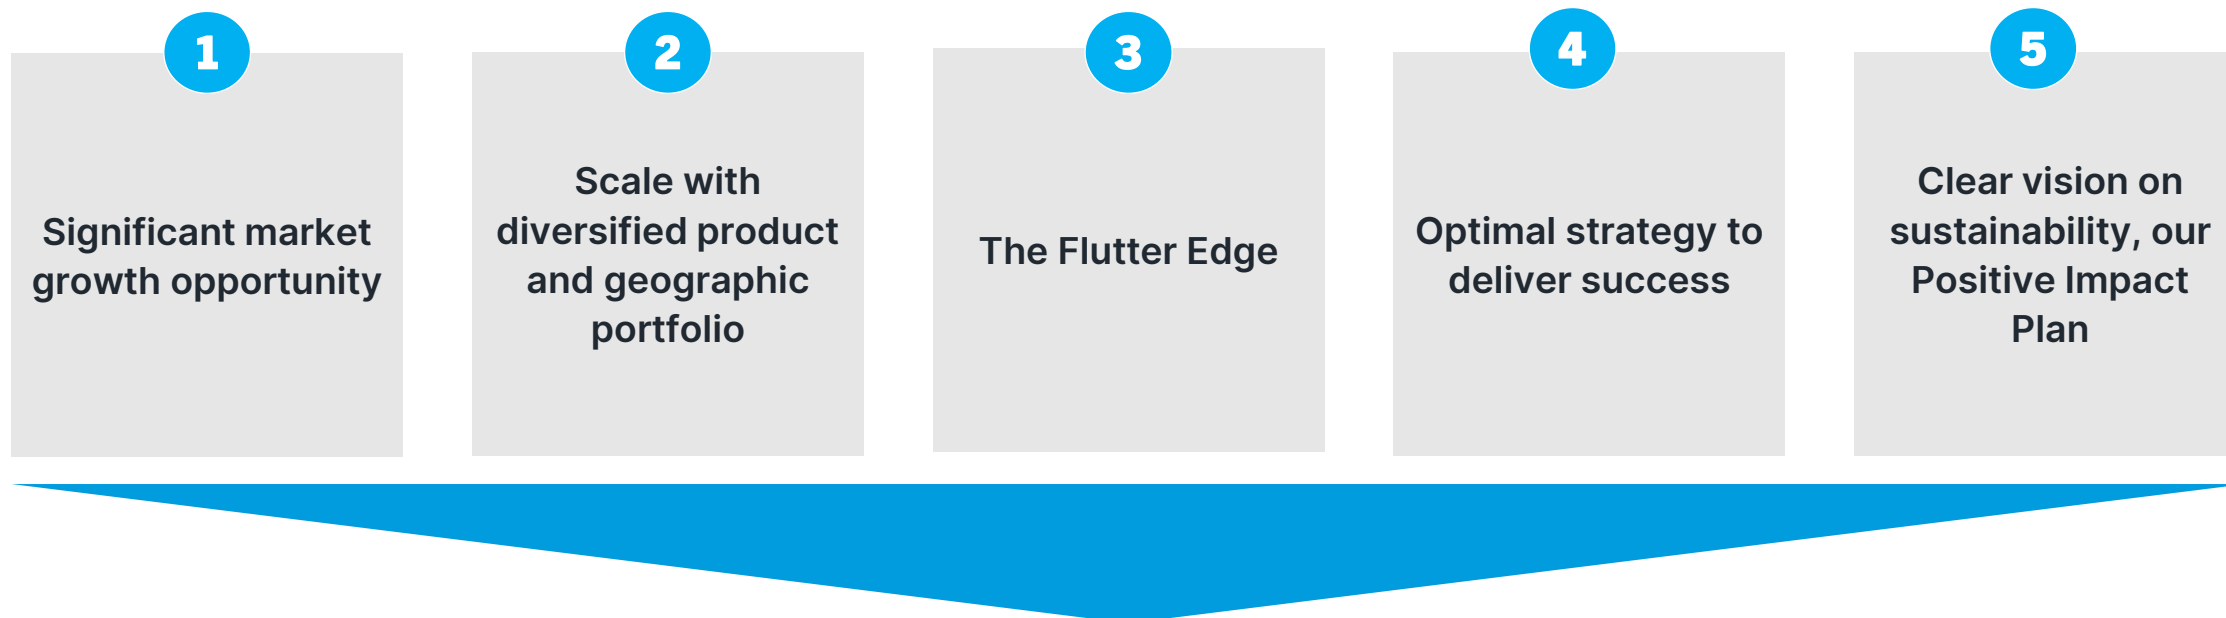 1
Significant market
growth opportunity
2
Scale with
diversified product
and geographic
portfolio
3
The Flutter Edge
4
Optimal strategy to
deliver success
5
Clear vision on
sustainability, our
Positive Impact
Plan